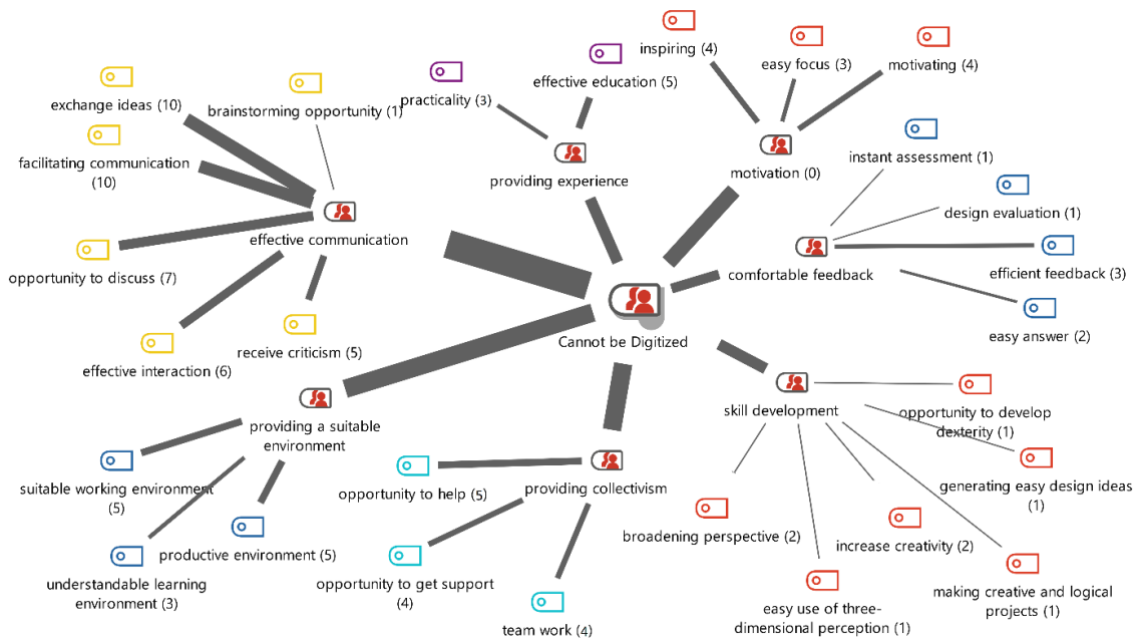 inspiring (4)
easy focus (3)
motivating (4)
exchange ideas (10)
brainstorming opportunity (1)
practicality (3)
effective education (5)
facilitating communication
(10)
instant assessment (1)
providing experience
motivation (0)
design evaluation (1)
effective communication
opportunity to discuss (7)
comfortable feedback
efficient feedback (3)
easy answer (2)
Cannot be Digitized
receive criticism (5)
effective interaction (6)
providing a suitable
environment
skill development
opportunity to develop
dexterity (1)
suitable working environment
(5)
opportunity to help (5)
providing collectivism
generating easy design ideas
(1)
productive environment (5)
broadening perspective (2)
increase creativity (2)
understandable learning
environment (3)
opportunity to get support
(4)
team work (4)
easy use of three-
dimensional perception (1)
making creative and logical
projects (1)